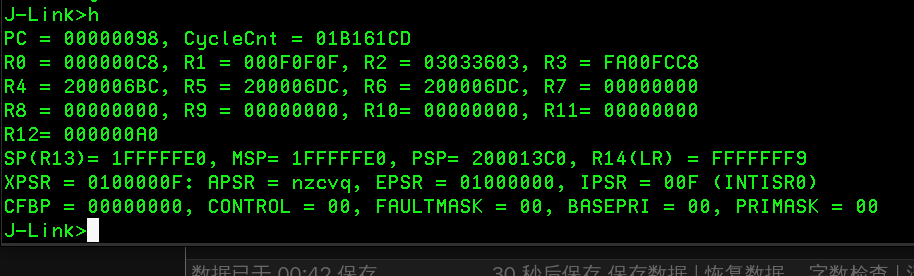 J-Link>h
PC = 00000098, CycleCnt = 01B161CD
R0 = 000000C8, R1 = 000F0F0F, R2 = 03033603, R3 = FA00FCC8
R4 = 200006BC, R5 = 200006DC, R6 = 200006DC, R7 = 00000000
R8 = 00000000, R9 = 00000000, R10= 00000000, R11= 00000000
R12= 000000A0
SP(R13)= 1FFFFFE0, MSP= 1FFFFFE0, PSP= 200013C0, R14(LR) = FFFFFFF9
XPSR = 0100000F: APSR = nzcvq, EPSR = 01000000, IPSR = 00F (INTISR0)
CFBP = 00000000, CONTROL = 00, FAULTMASK = 00, BASEPRI = 00, PRIMASK = 00
J-Link>
数据已于 00:42 保存 30 秒后保存 保存数据 | 恢复数据 字数检查 |